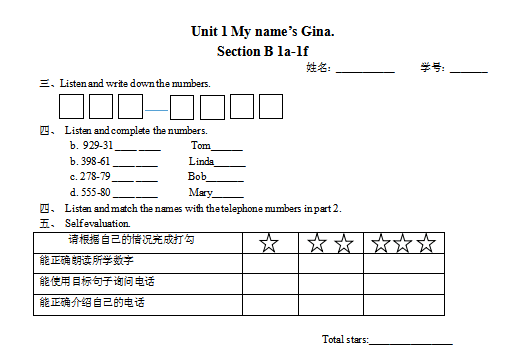 Unit 1 My name's Gina.
Section B 1a-1f
姓名：__________ 学号：______
三、Listen and write down the numbers.
四、 Listen and complete the numbers.
b. 929-31____ ____ Tom______
b. 398-61 ____ ____ Linda______
c. 278-79 ____ ____ Bob_______
d. 555-80 ____ ____ Mary______
四、 Listen and match the names with the telephone numbers in part 2.
五、 Self evaluation.
请根据自己的情况完成打勾 ☆ ☆ ☆ ☆☆☆
能正确朗读所学数字
能使用目标句子询问电话
能正确介绍自己的电话
Total stars:______________